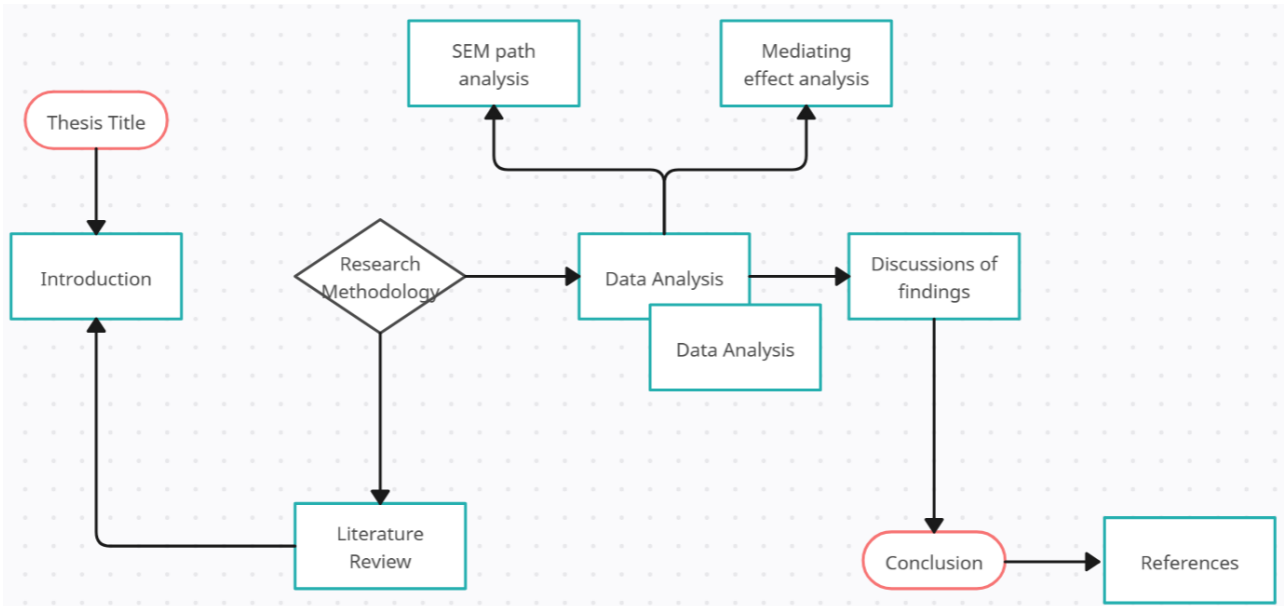 SEM path
analysis
Mediating
effect analysis
Thesis Title
Introduction
Research
Methodology
Data Analysis
Discussions of
findings
Data Analysis
Literature
Review
Conclusion
References